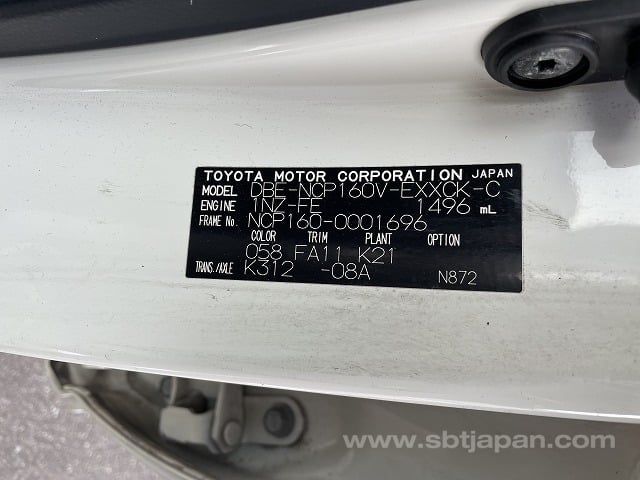 TOYOTA MOTOR CORPORATION JAPAN
MODEL DBE-NCP160V-EXXCK-C
ENGINE 1NZ-FE 1496 mL
FRAME No. NCP160-0001696
COLOR TRIM PLANT OPTION
058 FA11 K21
TRANS./AXLE K312 -08A N872
www.sbtjapan.com